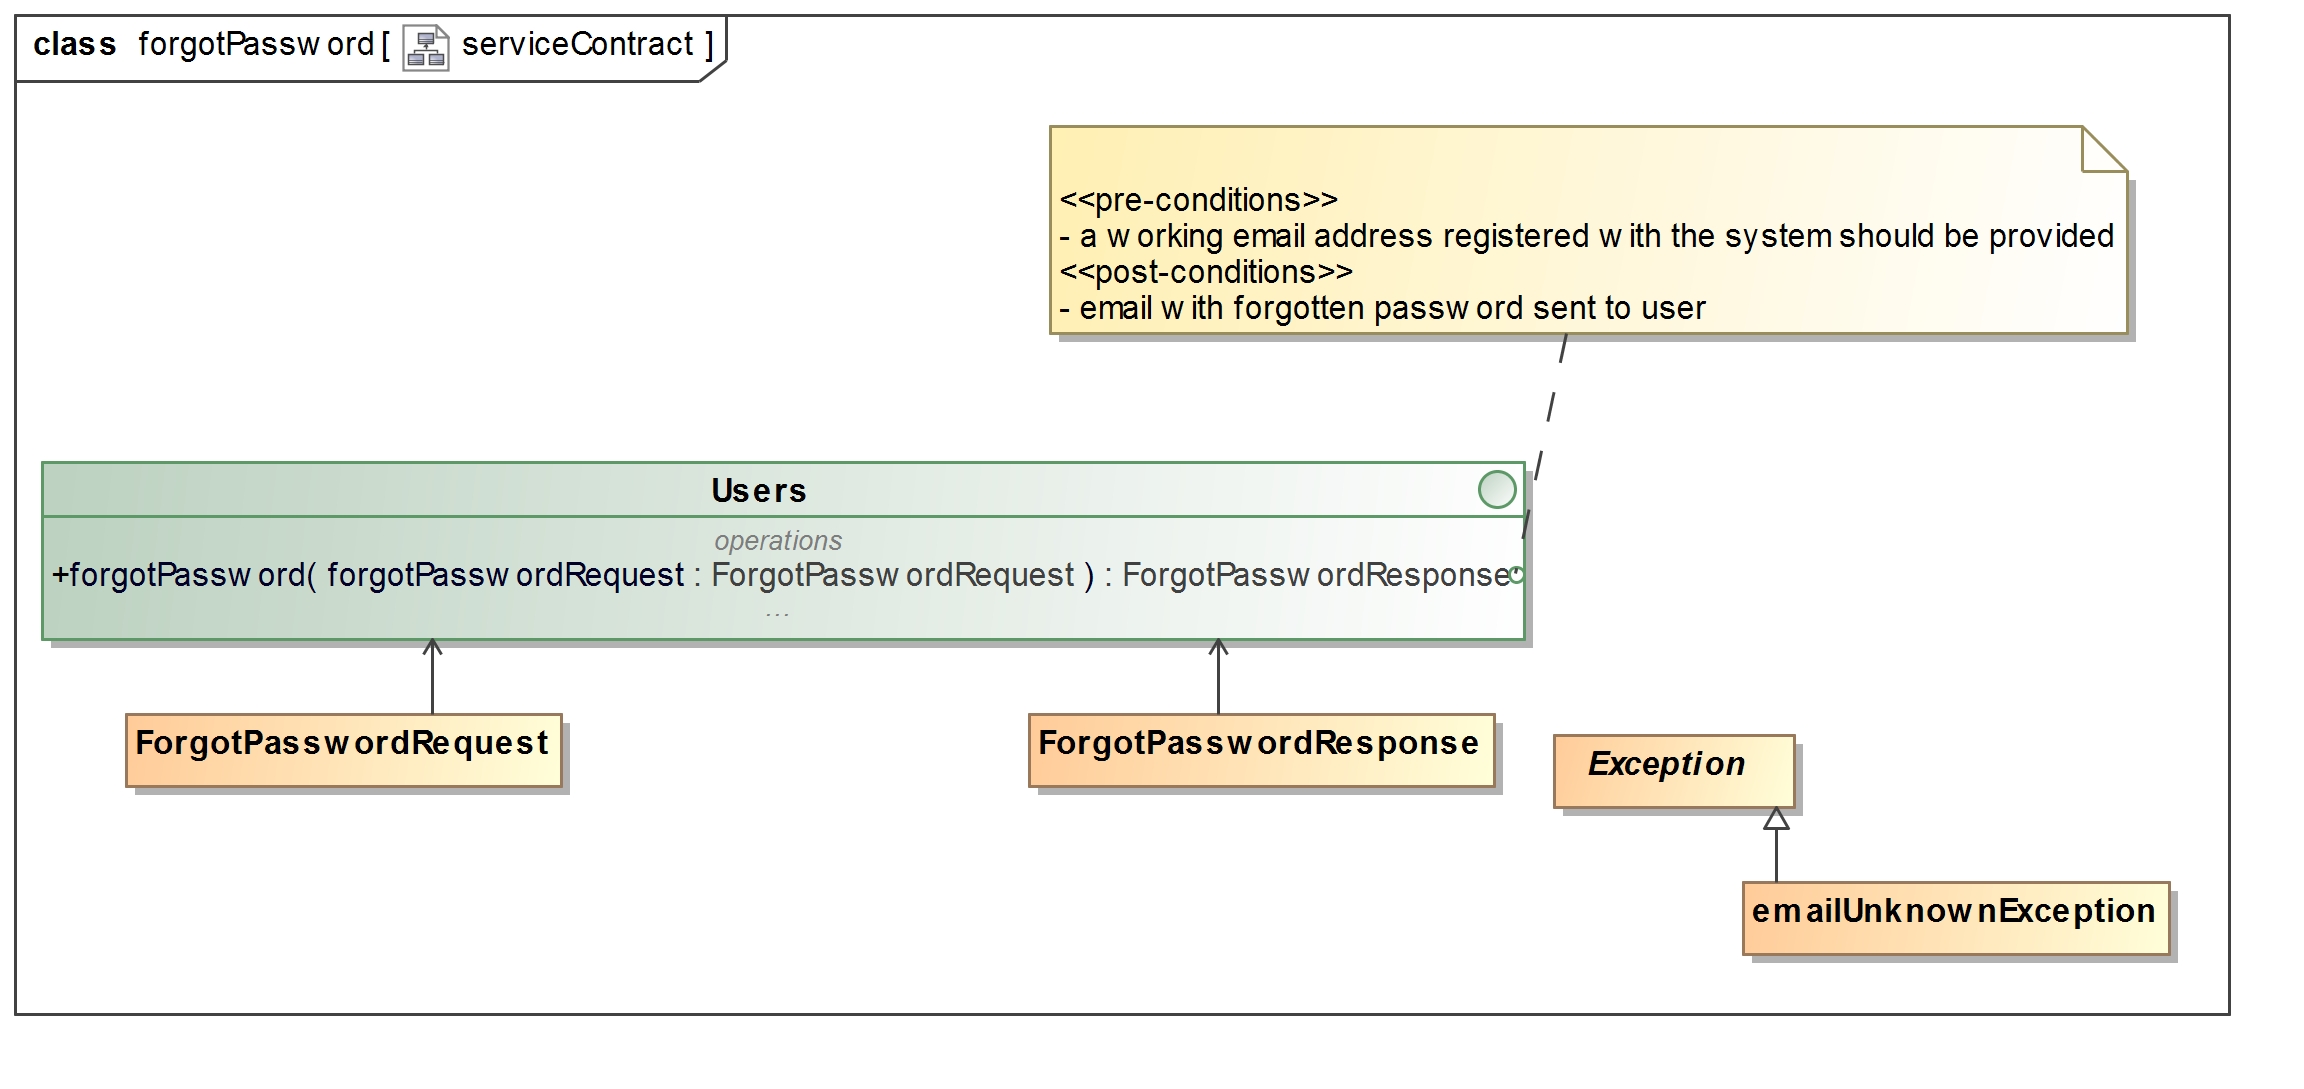 class forgotPassword[ serviceContract ]
<<pre-conditions>>
- a working email address registered with the system should be provided
<<post-conditions>>
- email with forgotten password sent to user
Users
operations
+forgotPassword( forgotPasswordRequest : ForgotPasswordRequest ) : ForgotPasswordResponse
...
ForgotPasswordRequest
ForgotPasswordResponse
Exception
emailUnknownException